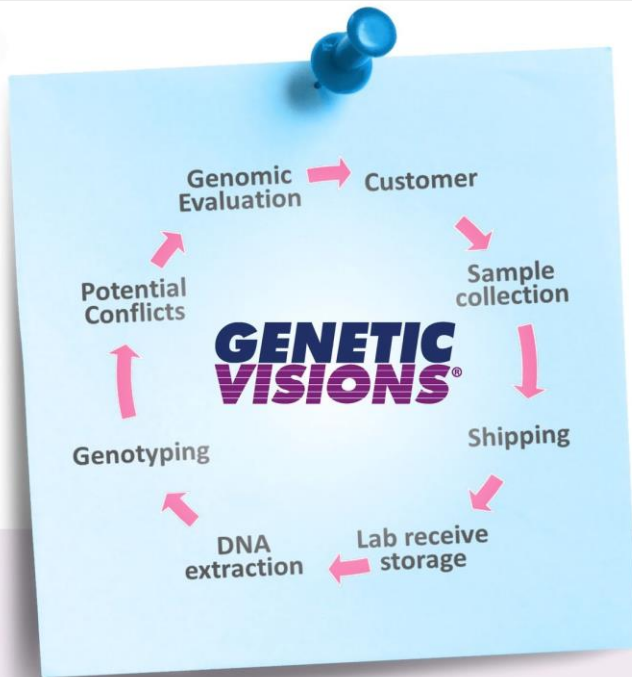 Genomic
Evaluation
Customer
Sample
collection
Shipping
Lab receive
storage
DNA
extraction
Genotyping
Potential
Conflicts
GENETIC
VISIONS®